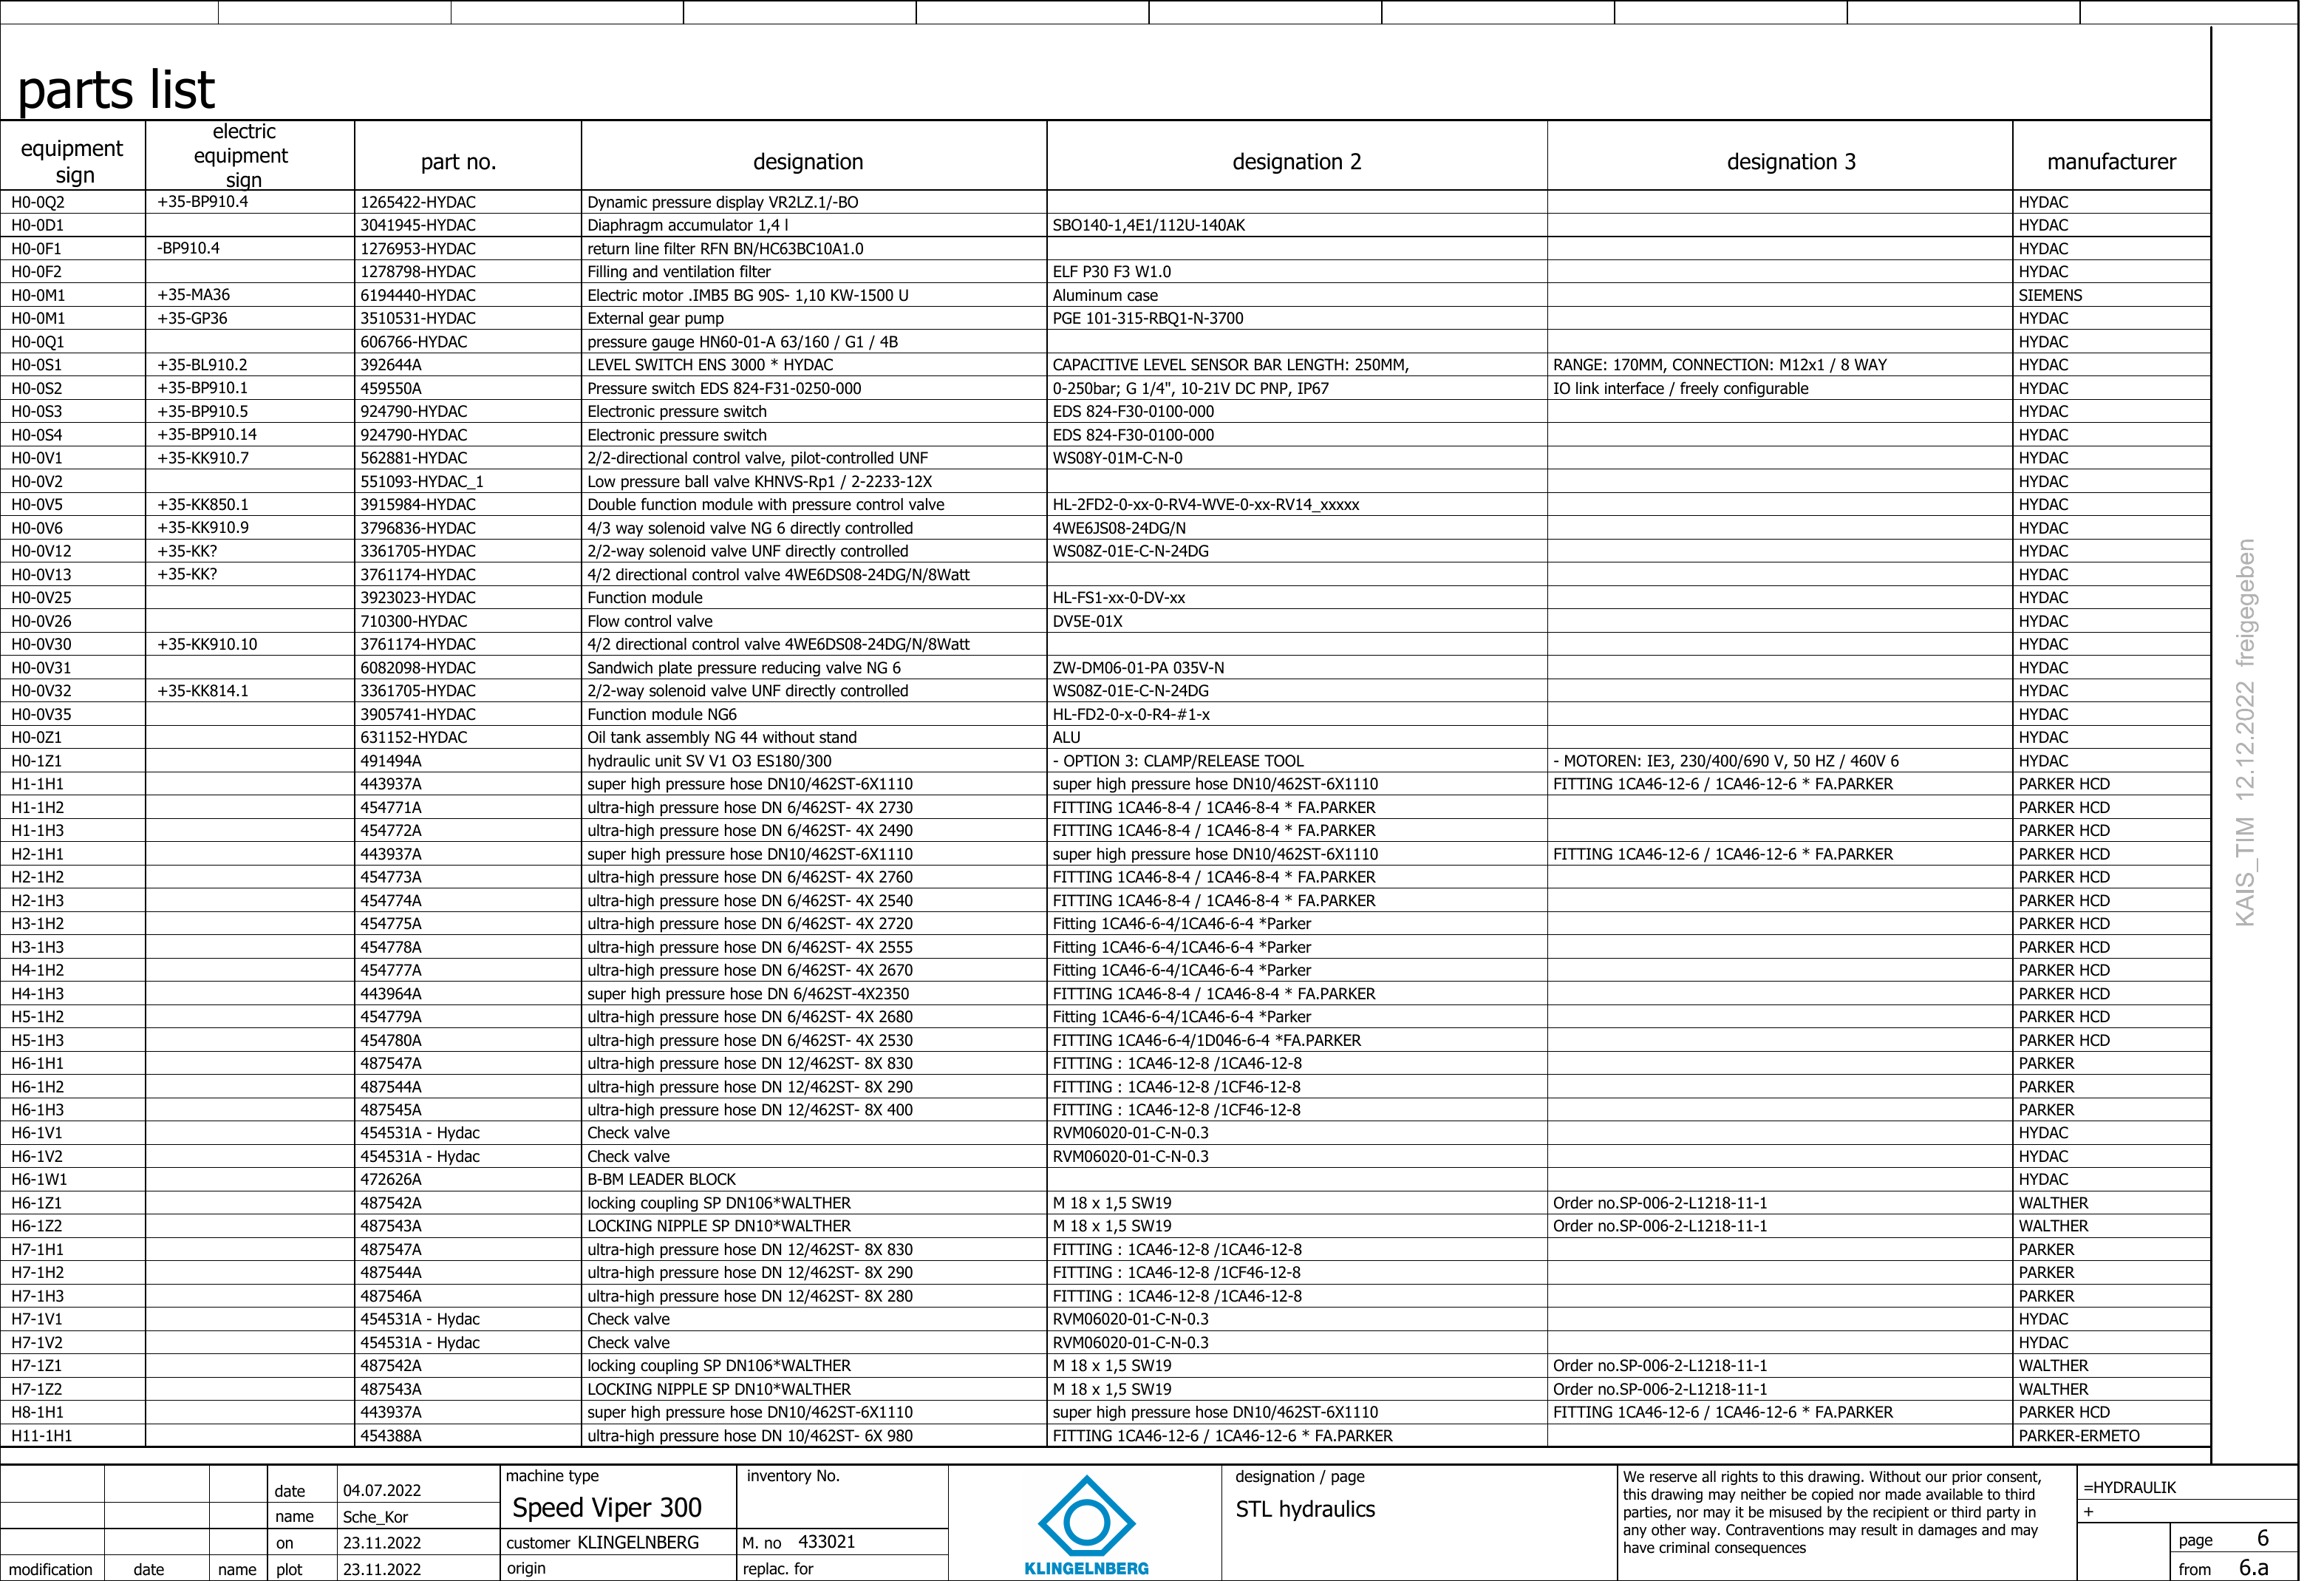 parts list
equipment sign | electric equipment sign | part no. | designation | designation 2 | designation 3 | manufacturer
H0-0Q2 +35-BP910.4 1265422-HYDAC Dynamic pressure display VR2LZ.1/-BO HYDAC
H0-0D1 3041945-HYDAC Diaphragm accumulator 1,4 l SBO140-1,4E1/112U-140AK HYDAC
H0-0F1 -BP910.4 1276953-HYDAC return line filter RFN BN/HC63BC10A1.0 HYDAC
H0-0F2 1278798-HYDAC Filling and ventilation filter ELF P30 F3 W1.0 HYDAC
H0-0M1 +35-MA36 6194440-HYDAC Electric motor .IMB5 BG 90S- 1,10 KW-1500 U Aluminum case SIEMENS
H0-0M1 +35-GP36 3510531-HYDAC External gear pump PGE 101-315-RBQ1-N-3700 HYDAC
H0-0Q1 606766-HYDAC pressure gauge HN60-01-A 63/160 / G1 / 4B HYDAC
H0-0S1 +35-BL910.2 392644A LEVEL SWITCH ENS 3000 * HYDAC CAPACITIVE LEVEL SENSOR BAR LENGTH: 250MM, RANGE: 170MM, CONNECTION: M12x1 / 8 WAY HYDAC
H0-0S2 +35-BP910.1 459550A Pressure switch EDS 824-F31-0250-000 0-250bar; G 1/4", 10-21V DC PNP, IP67 IO link interface / freely configurable HYDAC
H0-0S3 +35-BP910.5 924790-HYDAC Electronic pressure switch EDS 824-F30-0100-000 HYDAC
H0-0S4 +35-BP910.14 924790-HYDAC Electronic pressure switch EDS 824-F30-0100-000 HYDAC
H0-0V1 +35-KK910.7 562881-HYDAC 2/2-directional control valve, pilot-controlled UNF WS08Y-01M-C-N-0 HYDAC
H0-0V2 551093-HYDAC_1 Low pressure ball valve KHNVS-Rp1 / 2-2233-12X HYDAC
H0-0V5 +35-KK850.1 3915984-HYDAC Double function module with pressure control valve HL-2FD2-0-xx-0-RV4-WVE-0-xx-RV14_xxxxx HYDAC
H0-0V6 +35-KK910.9 3796836-HYDAC 4/3 way solenoid valve NG 6 directly controlled 4WE6JS08-24DG/N HYDAC
H0-0V12 +35-KK? 3361705-HYDAC 2/2-way solenoid valve UNF directly controlled WS08Z-01E-C-N-24DG HYDAC
H0-0V13 +35-KK? 3761174-HYDAC 4/2 directional control valve 4WE6DS08-24DG/N/8Watt HYDAC
H0-0V25 3923023-HYDAC Function module HL-FS1-xx-0-DV-xx HYDAC
H0-0V26 710300-HYDAC Flow control valve DV5E-01X HYDAC
H0-0V30 +35-KK910.10 3761174-HYDAC 4/2 directional control valve 4WE6DS08-24DG/N/8Watt HYDAC
H0-0V31 6082098-HYDAC Sandwich plate pressure reducing valve NG 6 ZW-DM06-01-PA 035V-N HYDAC
H0-0V32 +35-KK814.1 3361705-HYDAC 2/2-way solenoid valve UNF directly controlled WS08Z-01E-C-N-24DG HYDAC
H0-0V35 3905741-HYDAC Function module NG6 HL-FD2-0-x-0-R4-#1-x HYDAC
H0-0Z1 631152-HYDAC Oil tank assembly NG 44 without stand ALU HYDAC
H0-1Z1 491494A hydraulic unit SV V1 O3 ES180/300 - OPTION 3: CLAMP/RELEASE TOOL - MOTOREN: IE3, 230/400/690 V, 50 HZ / 460V 6 HYDAC
H1-1H1 443937A super high pressure hose DN10/462ST-6X1110 super high pressure hose DN10/462ST-6X1110 FITTING 1CA46-12-6 / 1CA46-12-6 * FA.PARKER PARKER HCD
H1-1H2 454771A ultra-high pressure hose DN 6/462ST- 4X 2730 FITTING 1CA46-8-4 / 1CA46-8-4 * FA.PARKER PARKER HCD
H1-1H3 454772A ultra-high pressure hose DN 6/462ST- 4X 2490 FITTING 1CA46-8-4 / 1CA46-8-4 * FA.PARKER PARKER HCD
H2-1H1 443937A super high pressure hose DN10/462ST-6X1110 super high pressure hose DN10/462ST-6X1110 FITTING 1CA46-12-6 / 1CA46-12-6 * FA.PARKER PARKER HCD
H2-1H2 454773A ultra-high pressure hose DN 6/462ST- 4X 2760 FITTING 1CA46-8-4 / 1CA46-8-4 * FA.PARKER PARKER HCD
H2-1H3 454774A ultra-high pressure hose DN 6/462ST- 4X 2540 FITTING 1CA46-8-4 / 1CA46-8-4 * FA.PARKER PARKER HCD
H3-1H2 454775A ultra-high pressure hose DN 6/462ST- 4X 2720 Fitting 1CA46-6-4/1CA46-6-4 *Parker PARKER HCD
H3-1H3 454778A ultra-high pressure hose DN 6/462ST- 4X 2555 Fitting 1CA46-6-4/1CA46-6-4 *Parker PARKER HCD
H4-1H2 454777A ultra-high pressure hose DN 6/462ST- 4X 2670 Fitting 1CA46-6-4/1CA46-6-4 *Parker PARKER HCD
H4-1H3 443964A super high pressure hose DN 6/462ST-4X2350 FITTING 1CA46-8-4 / 1CA46-8-4 * FA.PARKER PARKER HCD
H5-1H2 454779A ultra-high pressure hose DN 6/462ST- 4X 2680 Fitting 1CA46-6-4/1CA46-6-4 *Parker PARKER HCD
H5-1H3 454780A ultra-high pressure hose DN 6/462ST- 4X 2530 FITTING 1CA46-6-4/1D046-6-4 *FA.PARKER PARKER HCD
H6-1H1 487547A ultra-high pressure hose DN 12/462ST- 8X 830 FITTING : 1CA46-12-8 /1CA46-12-8 PARKER
H6-1H2 487544A ultra-high pressure hose DN 12/462ST- 8X 290 FITTING : 1CA46-12-8 /1CF46-12-8 PARKER
H6-1H3 487545A ultra-high pressure hose DN 12/462ST- 8X 400 FITTING : 1CA46-12-8 /1CF46-12-8 PARKER
H6-1V1 454531A - Hydac Check valve RVM06020-01-C-N-0.3 HYDAC
H6-1V2 454531A - Hydac Check valve RVM06020-01-C-N-0.3 HYDAC
H6-1W1 472626A B-BM LEADER BLOCK HYDAC
H6-1Z1 487542A locking coupling SP DN106*WALTHER M 18 x 1,5 SW19 Order no.SP-006-2-L1218-11-1 WALTHER
H6-1Z2 487543A LOCKING NIPPLE SP DN10*WALTHER M 18 x 1,5 SW19 Order no.SP-006-2-L1218-11-1 WALTHER
H7-1H1 487547A ultra-high pressure hose DN 12/462ST- 8X 830 FITTING : 1CA46-12-8 /1CA46-12-8 PARKER
H7-1H2 487544A ultra-high pressure hose DN 12/462ST- 8X 290 FITTING : 1CA46-12-8 /1CF46-12-8 PARKER
H7-1H3 487546A ultra-high pressure hose DN 12/462ST- 8X 280 FITTING : 1CA46-12-8 /1CA46-12-8 PARKER
H7-1V1 454531A - Hydac Check valve RVM06020-01-C-N-0.3 HYDAC
H7-1V2 454531A - Hydac Check valve RVM06020-01-C-N-0.3 HYDAC
H7-1Z1 487542A locking coupling SP DN106*WALTHER M 18 x 1,5 SW19 Order no.SP-006-2-L1218-11-1 WALTHER
H7-1Z2 487543A LOCKING NIPPLE SP DN10*WALTHER M 18 x 1,5 SW19 Order no.SP-006-2-L1218-11-1 WALTHER
H8-1H1 443937A super high pressure hose DN10/462ST-6X1110 super high pressure hose DN10/462ST-6X1110 FITTING 1CA46-12-6 / 1CA46-12-6 * FA.PARKER PARKER HCD
H11-1H1 454388A ultra-high pressure hose DN 10/462ST- 6X 980 FITTING 1CA46-12-6 / 1CA46-12-6 * FA.PARKER PARKER-ERMETO
KAIS_TIM 12.12.2022 freigegeben
modification date name
date 04.07.2022
name Sche_Kor
on 23.11.2022
plot 23.11.2022
machine type
Speed Viper 300
customer KLINGELNBERG
origin
inventory No.
M. no 433021
replac. for
KLINGELNBERG
designation / page
STL hydraulics
We reserve all rights to this drawing. Without our prior consent,
this drawing may neither be copied nor made available to third
parties, nor may it be misused by the recipient or third party in
any other way. Contraventions may result in damages and may
have criminal consequences
=HYDRAULIK
+
page 6
from 6.a